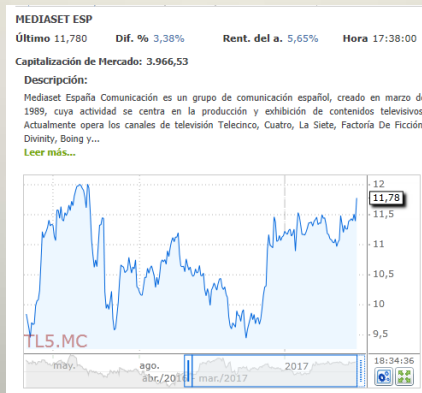 MEDIASET ESP
Último 11,780 Dif. % 3,38% Rent. del a. 5,65% Hora 17:38:00
Capitalización de Mercado: 3.966,53
Descripción:
Mediaset España Comunicación es un grupo de comunicación español, creado en marzo de
1989, cuya actividad se centra en la producción y exhibición de contenidos televisivos.
Actualmente opera los canales de televisión Telecinco, Cuatro, La Siete, Factoría De Ficción,
Divinity, Boing y...
Leer más...
12
11,78
11,5
11
10,5
10
9,5
TL5.MC
may. ago. 2017
abr./2016 - mar./2017
18:34:36